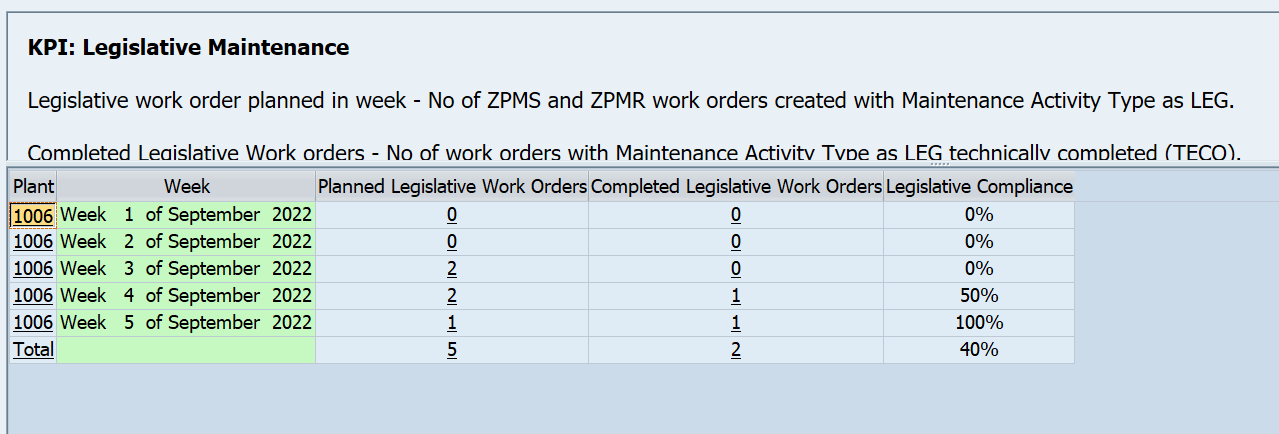 KPI: Legislative Maintenance
Legislative work order planned in week - No of ZPMS and ZPMR work orders created with Maintenance Activity Type as LEG.
Completed Legislative Work orders - No of work orders with Maintenance Activity Type as LEG technically completed (TECO).
Plant Week Planned Legislative Work Orders Completed Legislative Work Orders Legislative Compliance
1006 Week 1 of September 2022 0 0 0%
1006 Week 2 of September 2022 0 0 0%
1006 Week 3 of September 2022 2 0 0%
1006 Week 4 of September 2022 2 1 50%
1006 Week 5 of September 2022 1 1 100%
Total 5 2 40%